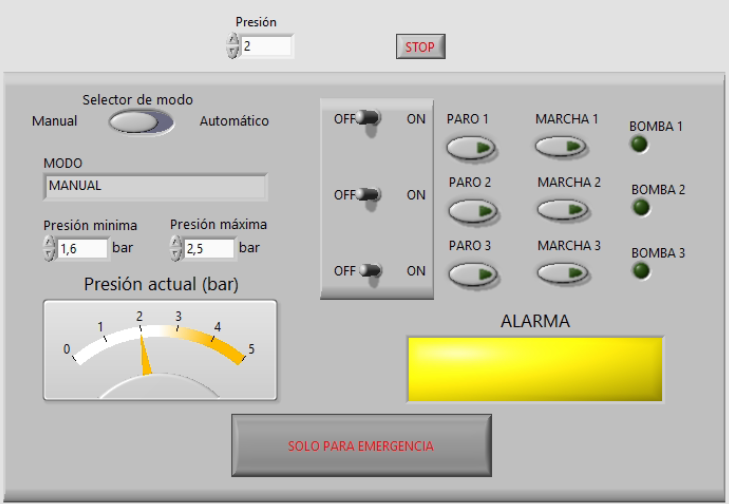 Presión
2
STOP
Selector de modo
Manual
Automático
MODO
MANUAL
Presión minima
1,6
bar
Presión máxima
2,5
bar
Presión actual (bar)
0
1
2
3
4
5
OFF
ON
OFF
ON
OFF
ON
PARO 1
MARCHA 1
BOMBA 1
PARO 2
MARCHA 2
BOMBA 2
PARO 3
MARCHA 3
BOMBA 3
ALARMA
SOLO PARA EMERGENCIA